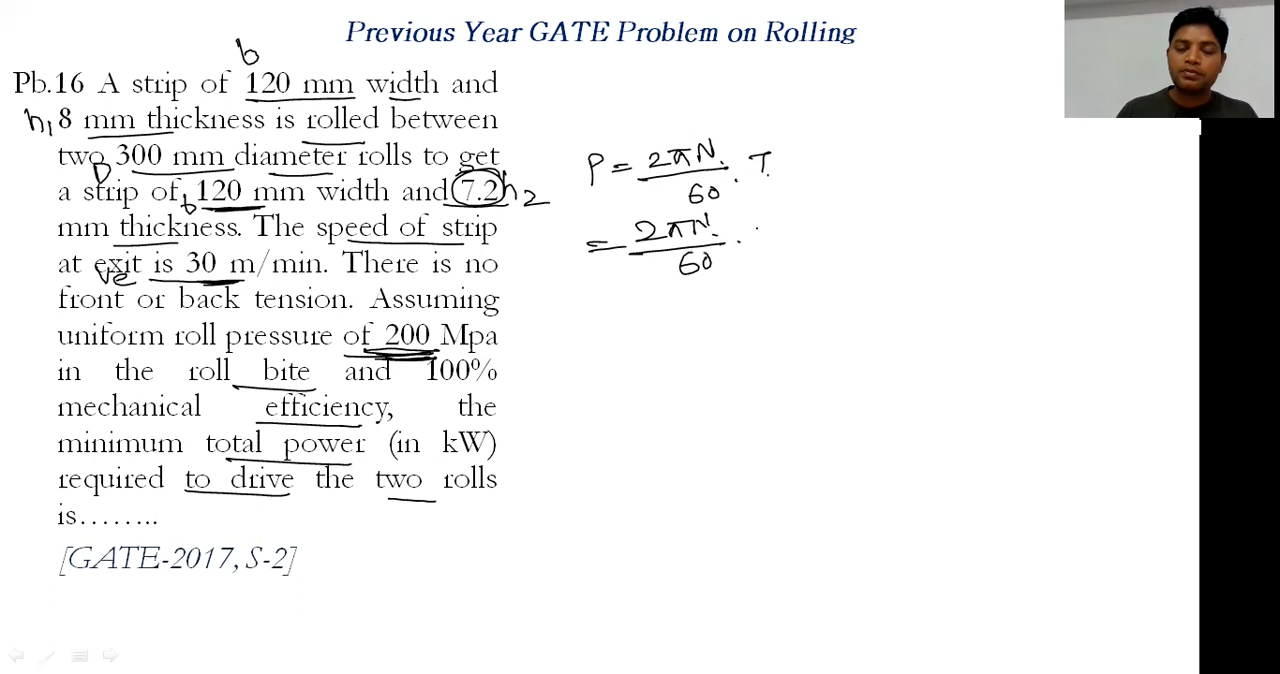 Previous Year GATE Problem on Rolling
b
Pb.16 A strip of 120 mm width and
h₁ 8 mm thickness is rolled between
two 300 mm diameter rolls to get
D
a strip of 120 mm width and 7.2 h₂
b
mm thickness. The speed of strip
at exit is 30 m/min. There is no
Ve
front or back tension. Assuming
uniform roll pressure of 200 Mpa
in the roll bite and 100%
mechanical efficiency, the
minimum total power (in kW)
required to drive the two rolls
is……..
[GATE-2017, S-2]
P = 2πN/60 . T
= 2πN/60 .